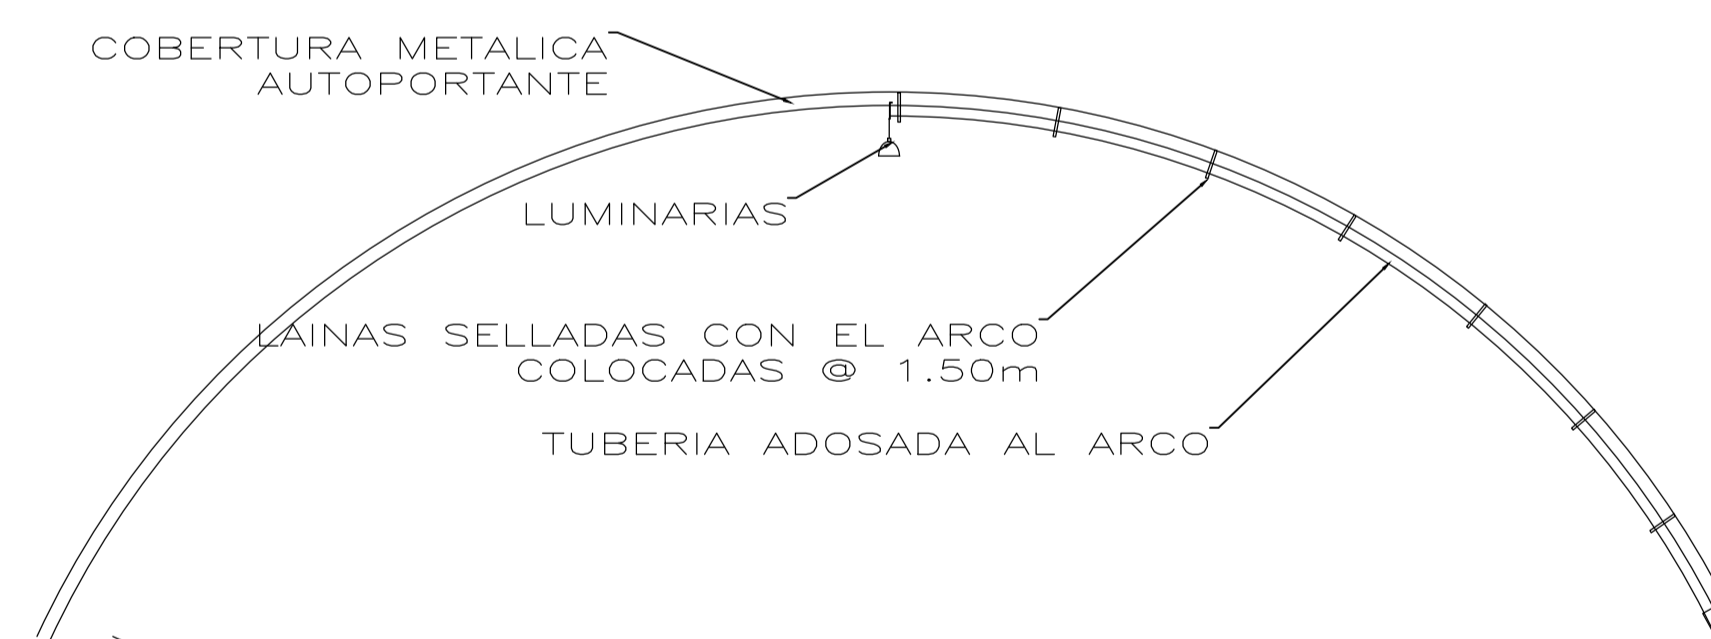 COBERTURA METALICA
AUTOPORTANTE
LUMINARIAS
LAINAS SELLADAS CON EL ARCO
COLOCADAS @ 1.50m
TUBERIA ADOSADA AL ARCO